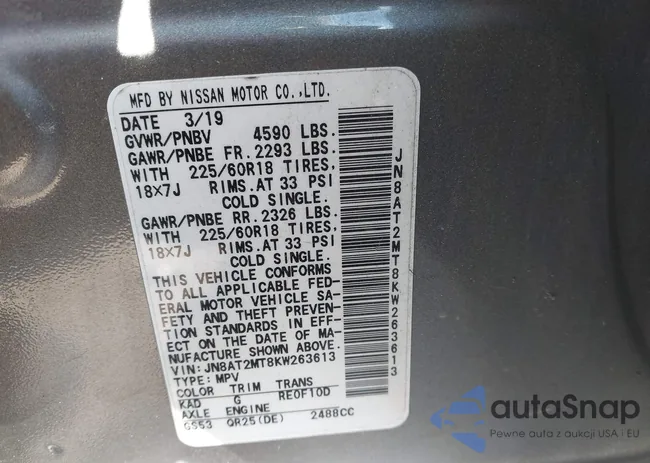 MFD BY NISSAN MOTOR CO.,LTD.
DATE 3/19
GVWR/PNBV 4590 LBS.
GAWR/PNBE FR. 2293 LBS.
WITH 225/60R18 TIRES,
18X7J RIMS.AT 33 PSI
COLD SINGLE.
GAWR/PNBE RR. 2326 LBS.
WITH 225/60R18 TIRES,
18X7J RIMS.AT 33 PSI
COLD SINGLE.
THIS VEHICLE CONFORMS
TO ALL APPLICABLE FED-
ERAL MOTOR VEHICLE SA-
FETY AND THEFT PREVEN-
TION STANDARDS IN EFF-
ECT ON THE DATE OF MA-
NUFACTURE SHOWN ABOVE.
VIN: JN8AT2MT8KW263613
TYPE: MPV
COLOR TRIM TRANS
KAD G RE0F10D
AXLE ENGINE
GS53 QR25(DE) 2488CC
JN8AT2MT8KW263613
autoSnap
Pewne auta z aukcji USA i EU